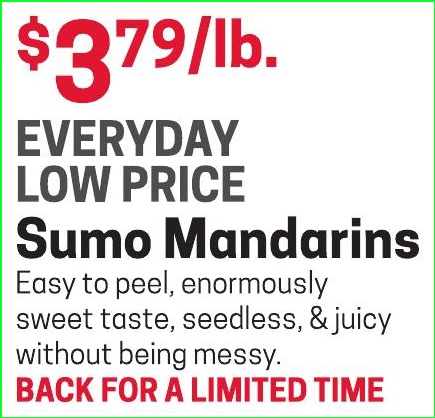 $3.79/lb.
EVERYDAY
LOW PRICE
Sumo Mandarins
Easy to peel, enormously
sweet taste, seedless, & juicy
without being messy.
BACK FOR A LIMITED TIME